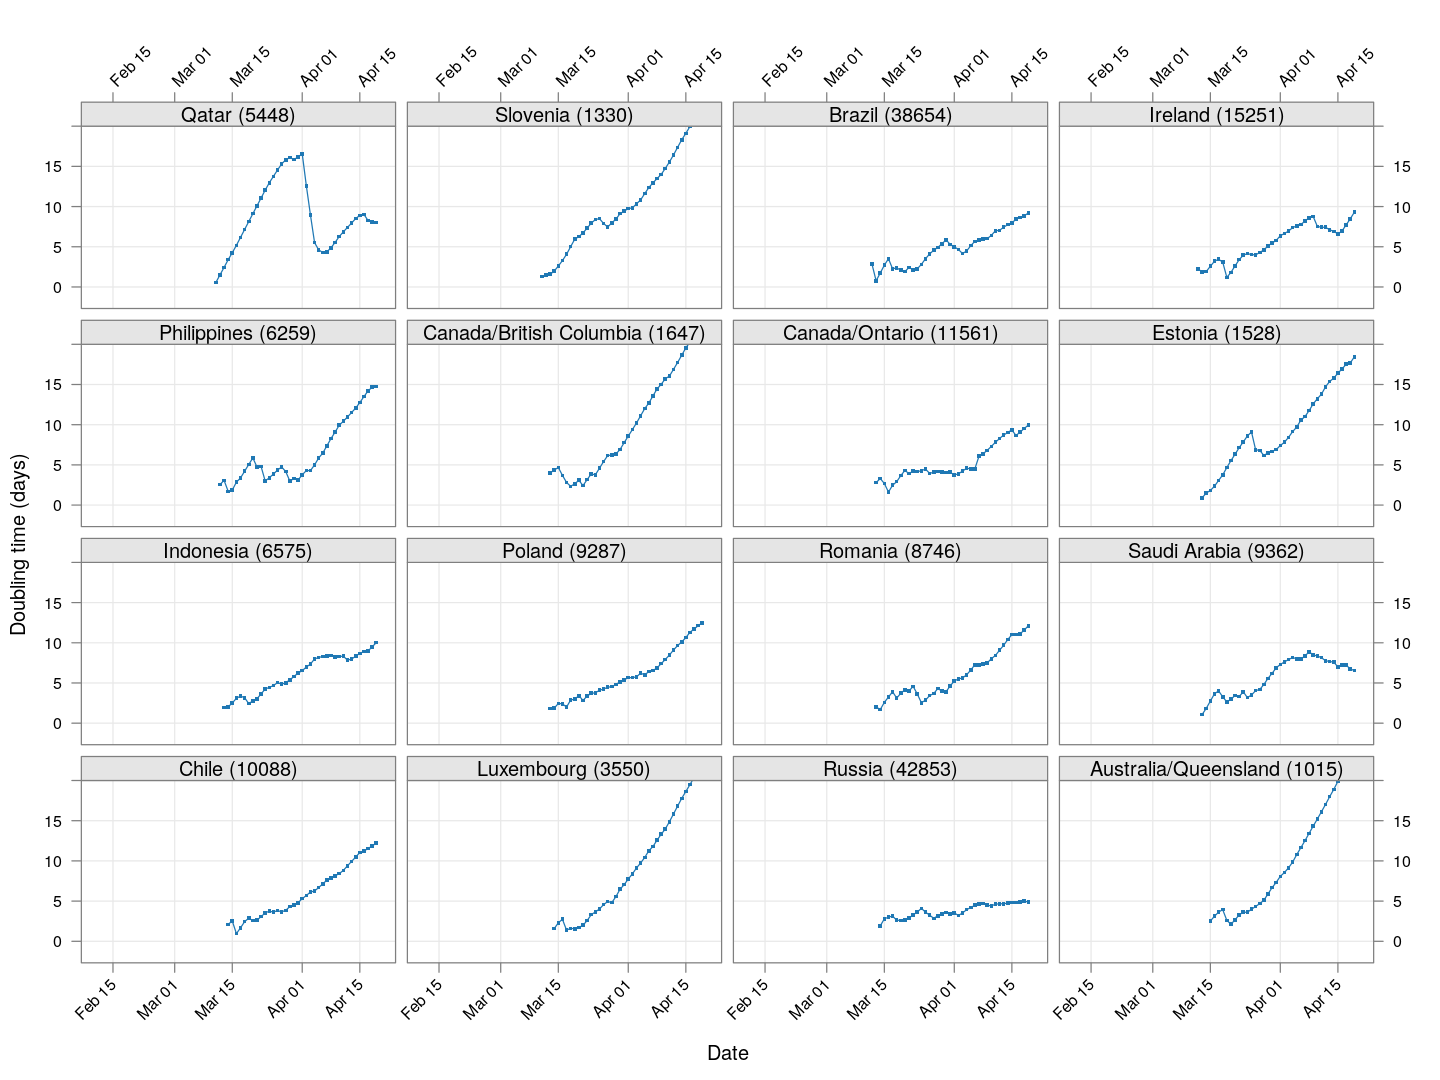 Feb 15 Mar 01 Mar 15 Apr 01 Apr 15 Feb 15 Mar 01 Mar 15 Apr 01 Apr 15 Feb 15 Mar 01 Mar 15 Apr 01 Apr 15 Feb 15 Mar 01 Mar 15 Apr 01 Apr 15
Qatar (5448) Slovenia (1330) Brazil (38654) Ireland (15251)
15 15
10 10
5 5
0 0
Philippines (6259) Canada/British Columbia (1647) Canada/Ontario (11561) Estonia (1528)
15 15
10 10
5 5
0 0
Doubling time (days)
Indonesia (6575) Poland (9287) Romania (8746) Saudi Arabia (9362)
15 15
10 10
5 5
0 0
Chile (10088) Luxembourg (3550) Russia (42853) Australia/Queensland (1015)
15 15
10 10
5 5
0 0
Feb 15 Mar 01 Mar 15 Apr 01 Apr 15 Feb 15 Mar 01 Mar 15 Apr 01 Apr 15 Feb 15 Mar 01 Mar 15 Apr 01 Apr 15 Feb 15 Mar 01 Mar 15 Apr 01 Apr 15
Date